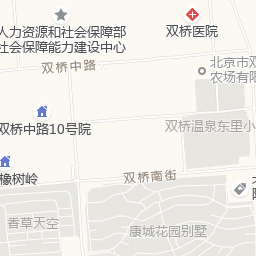 人力资源和社会保障部
社会保障能力建设中心
双桥医院
双桥中路
北京市双
农场有限
双桥中路10号院
双桥温泉东里小
橡树岭
双桥南街
香草天空
康城花园别墅